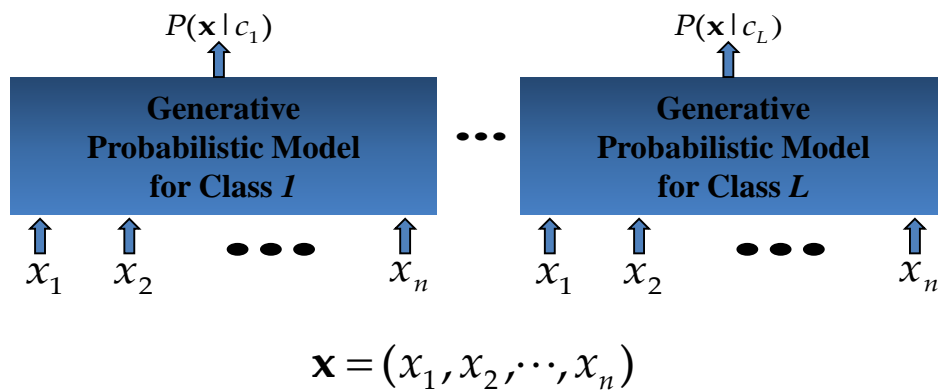 P(x | c₁) P(x | c_L)
Generative Probabilistic Model for Class 1
•••
Generative Probabilistic Model for Class L
x₁ x₂ ••• xₙ x₁ x₂ ••• xₙ
x = (x₁, x₂, ⋯, xₙ)